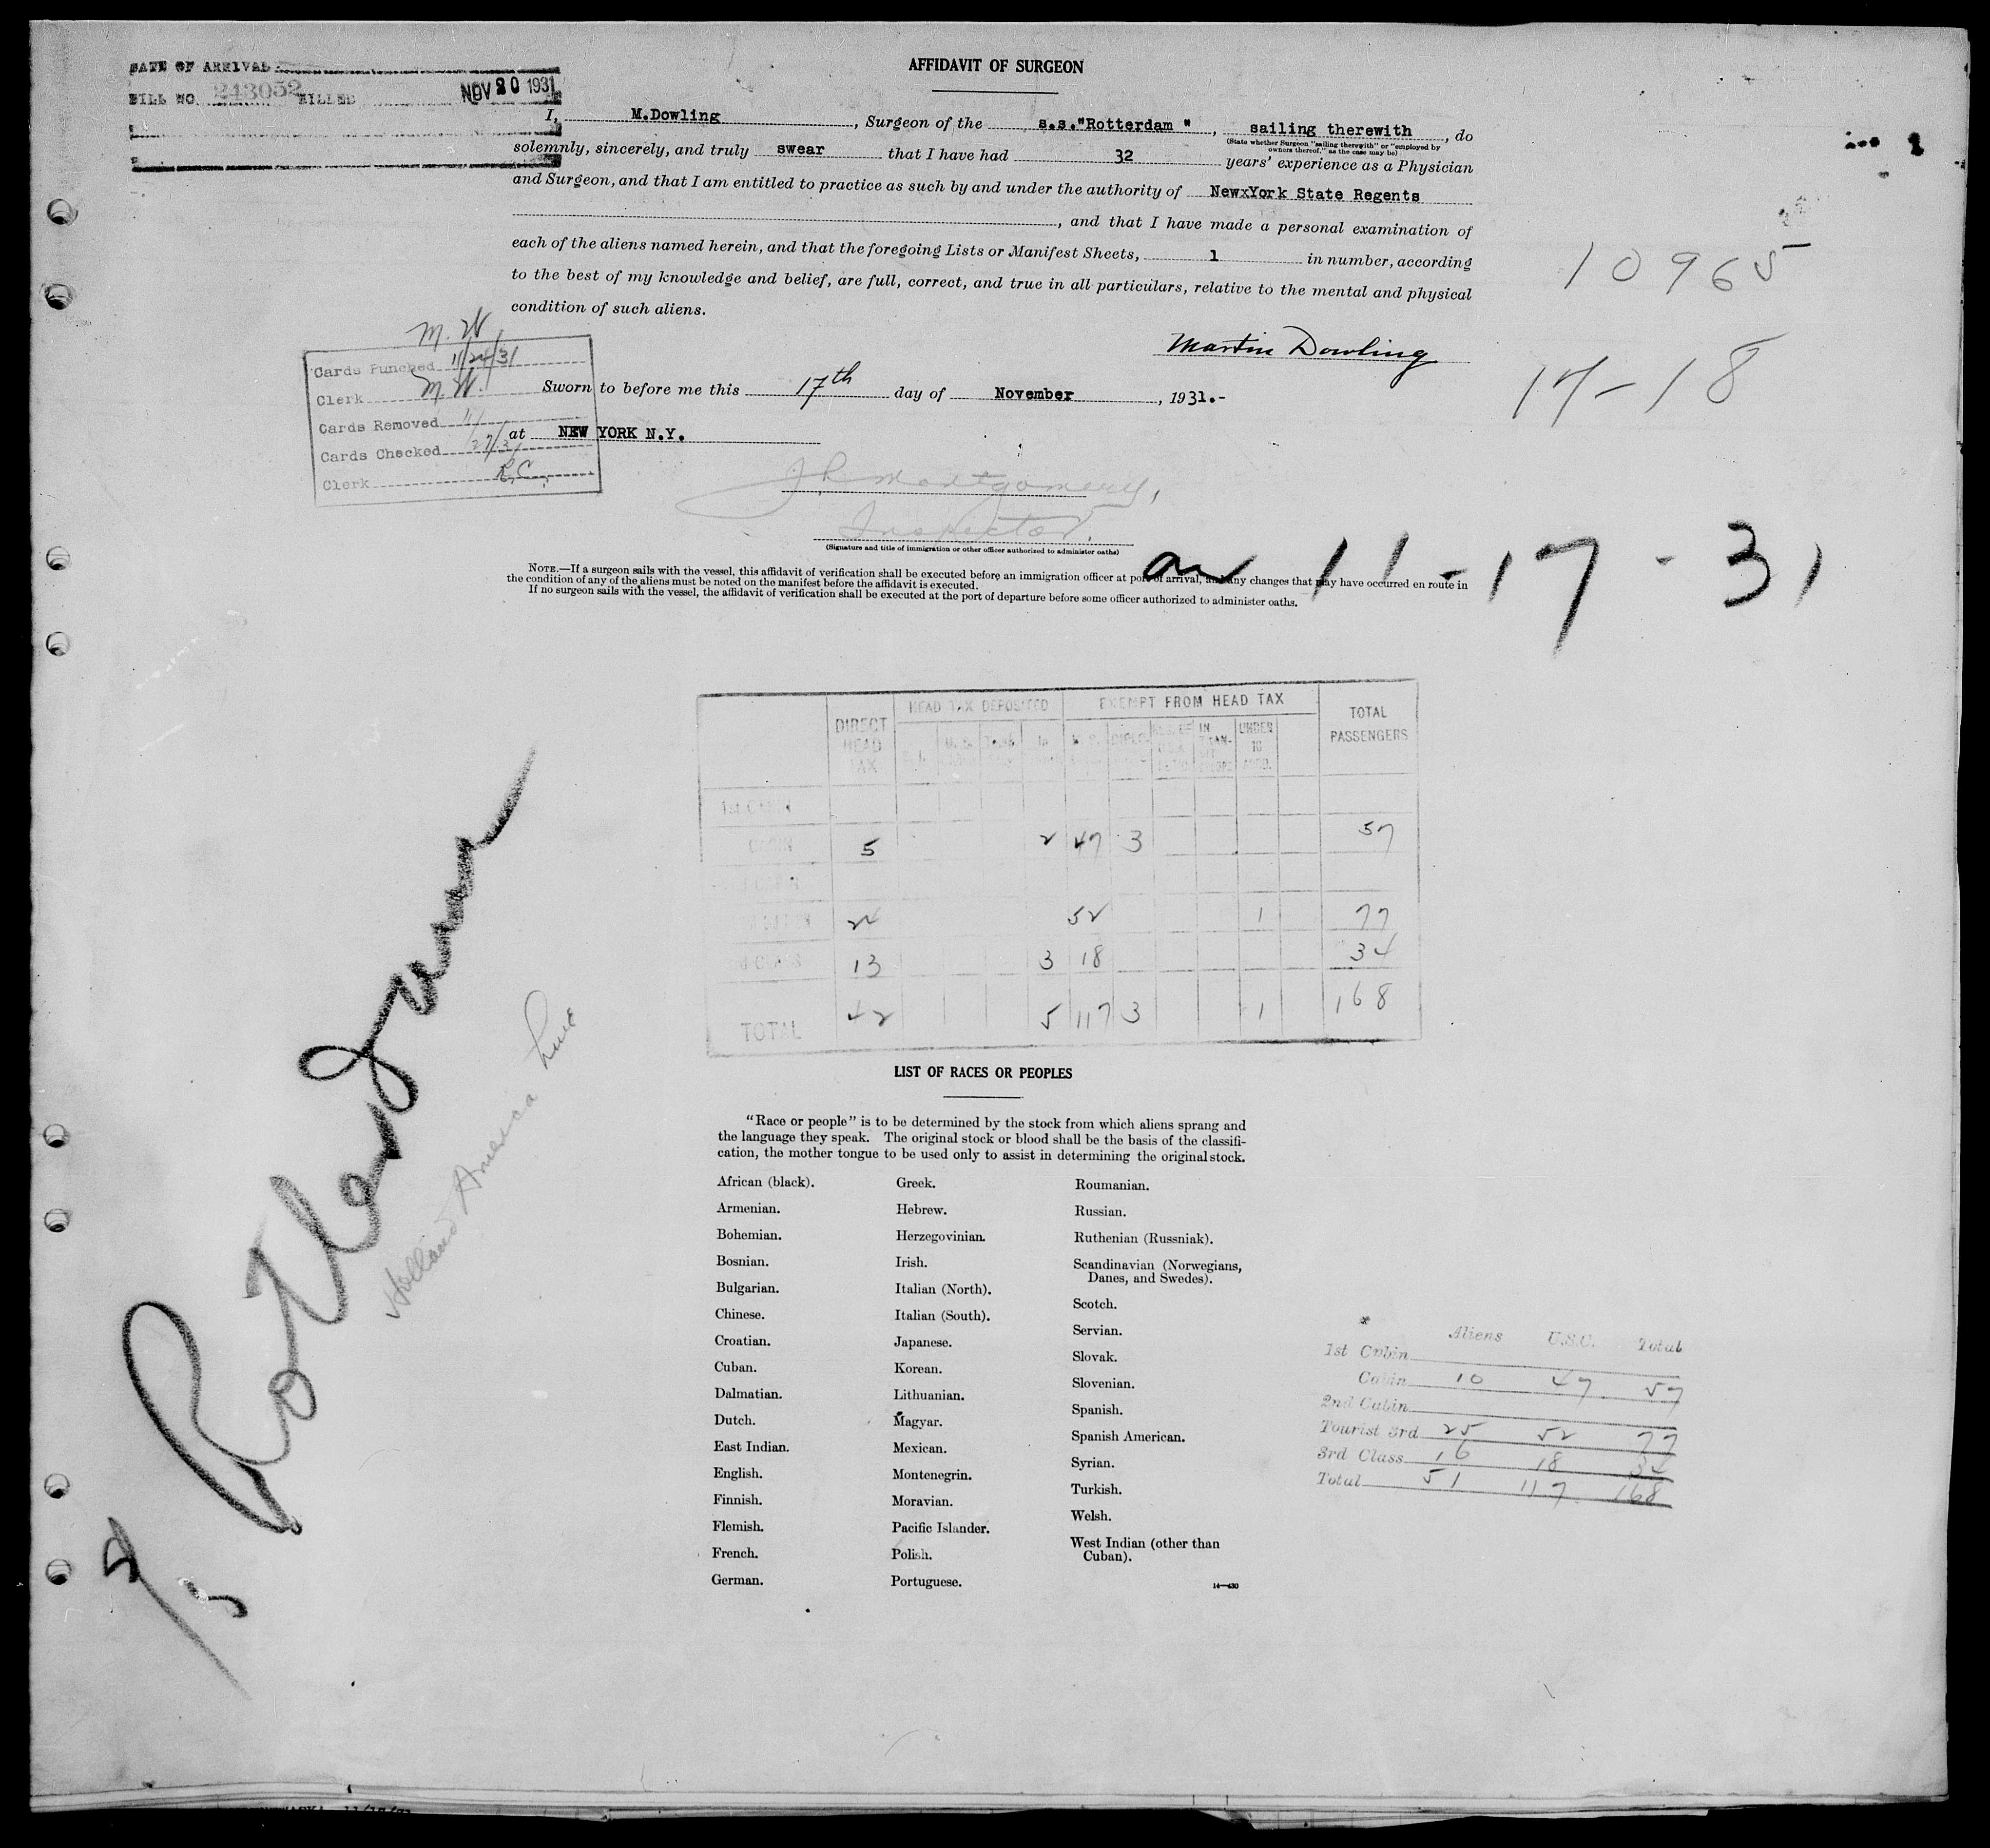 DATE OF ARRIVAL
BILL NO. 243052 BILLED NOV 20 1931
AFFIDAVIT OF SURGEON
I, M.Dowling, Surgeon of the s.s."Rotterdam ", sailing therewith, do
(State whether Surgeon "sailing therewith" or "employed by
owners thereof," as the case may be)
solemnly, sincerely, and truly swear that I have had 32 years' experience as a Physician
and Surgeon, and that I am entitled to practice as such by and under the authority of NewxYork State Regents
, and that I have made a personal examination of
each of the aliens named herein, and that the foregoing Lists or Manifest Sheets, 1 in number, according
to the best of my knowledge and belief, are full, correct, and true in all particulars, relative to the mental and physical
condition of such aliens.
10965
Martin Dowling
17-18
M. W.
Cards Punched 11/24/31
Clerk M. W.
Cards Removed
Cards Checked 11/27/31
Clerk R.C.
Sworn to before me this 17th day of November, 1931.-
at NEW YORK N.Y.
J R Montgomery,
Inspector.
(Signature and title of immigration or other officer authorized to administer oaths)
NOTE.—If a surgeon sails with the vessel, this affidavit of verification shall be executed before an immigration officer at port of arrival, and any changes that may have occurred en route in
the condition of any of the aliens must be noted on the manifest before the affidavit is executed.
If no surgeon sails with the vessel, the affidavit of verification shall be executed at the port of departure before some officer authorized to administer oaths.
11-17-31
DIRECT HEAD TAX HEAD TAX DEPOSITED EXEMPT FROM HEAD TAX TOTAL PASSENGERS
DIPLO. IN TRAN- SIT UNDER 16
1st CABIN
CABIN 5 2 47 3 57
CABIN
24 52 1 77
CLASS 13 3 18 34
TOTAL 42 5 117 3 1 168
Rotterdam
Holland America Line
LIST OF RACES OR PEOPLES
"Race or people" is to be determined by the stock from which aliens sprang and
the language they speak. The original stock or blood shall be the basis of the classifi-
cation, the mother tongue to be used only to assist in determining the original stock.
African (black).
Armenian.
Bohemian.
Bosnian.
Bulgarian.
Chinese.
Croatian.
Cuban.
Dalmatian.
Dutch.
East Indian.
English.
Finnish.
Flemish.
French.
German.
Greek.
Hebrew.
Herzegovinian.
Irish.
Italian (North).
Italian (South).
Japanese.
Korean.
Lithuanian.
Magyar.
Mexican.
Montenegrin.
Moravian.
Pacific Islander.
Polish.
Portuguese.
Roumanian.
Russian.
Ruthenian (Russniak).
Scandinavian (Norwegians,
Danes, and Swedes).
Scotch.
Servian.
Slovak.
Slovenian.
Spanish.
Spanish American.
Syrian.
Turkish.
Welsh.
West Indian (other than
Cuban).
14—430
Aliens U.S.C. Total
1st Cabin
Cabin 10 47 57
2nd Cabin
Tourist 3rd 25 52 77
3rd Class 16 18 34
Total 51 117 168